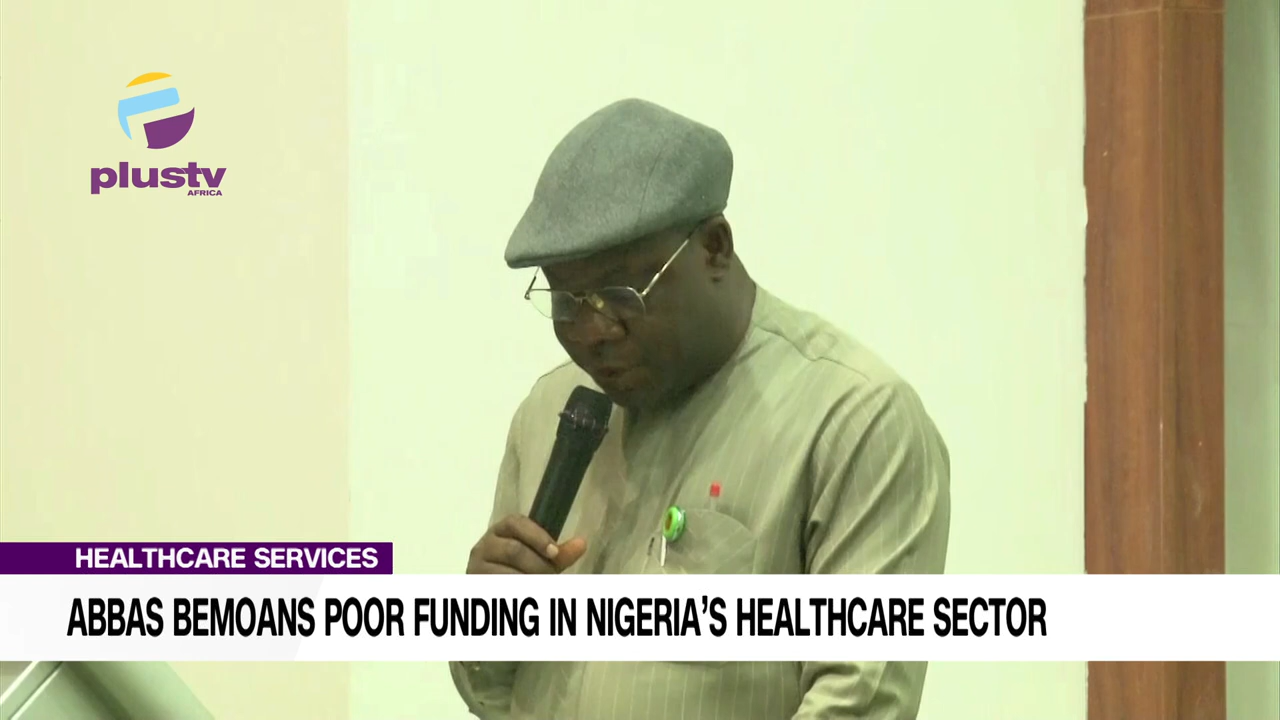 plustv
AFRICA
HEALTHCARE SERVICES
ABBAS BEMOANS POOR FUNDING IN NIGERIA'S HEALTHCARE SECTOR